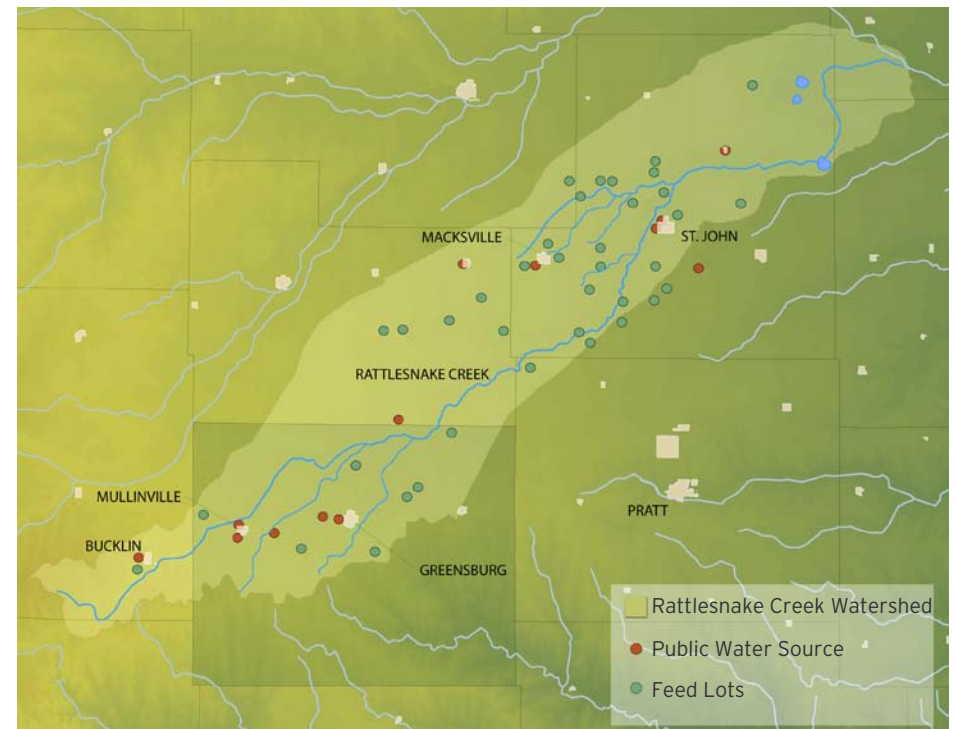 MACKSVILLE
ST. JOHN
RATTLESNAKE CREEK
MULLINVILLE
PRATT
BUCKLIN
GREENSBURG
Rattlesnake Creek Watershed
Public Water Source
Feed Lots